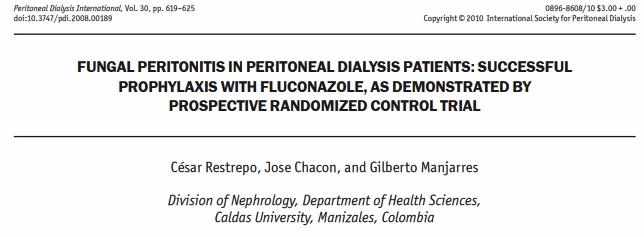 Peritoneal Dialysis International, Vol. 30, pp. 619–625
doi:10.3747/pdi.2008.00189
0896-8608/10 $3.00 + .00
Copyright © 2010 International Society for Peritoneal Dialysis
FUNGAL PERITONITIS IN PERITONEAL DIALYSIS PATIENTS: SUCCESSFUL
PROPHYLAXIS WITH FLUCONAZOLE, AS DEMONSTRATED BY
PROSPECTIVE RANDOMIZED CONTROL TRIAL
César Restrepo, Jose Chacon, and Gilberto Manjarres
Division of Nephrology, Department of Health Sciences,
Caldas University, Manizales, Colombia